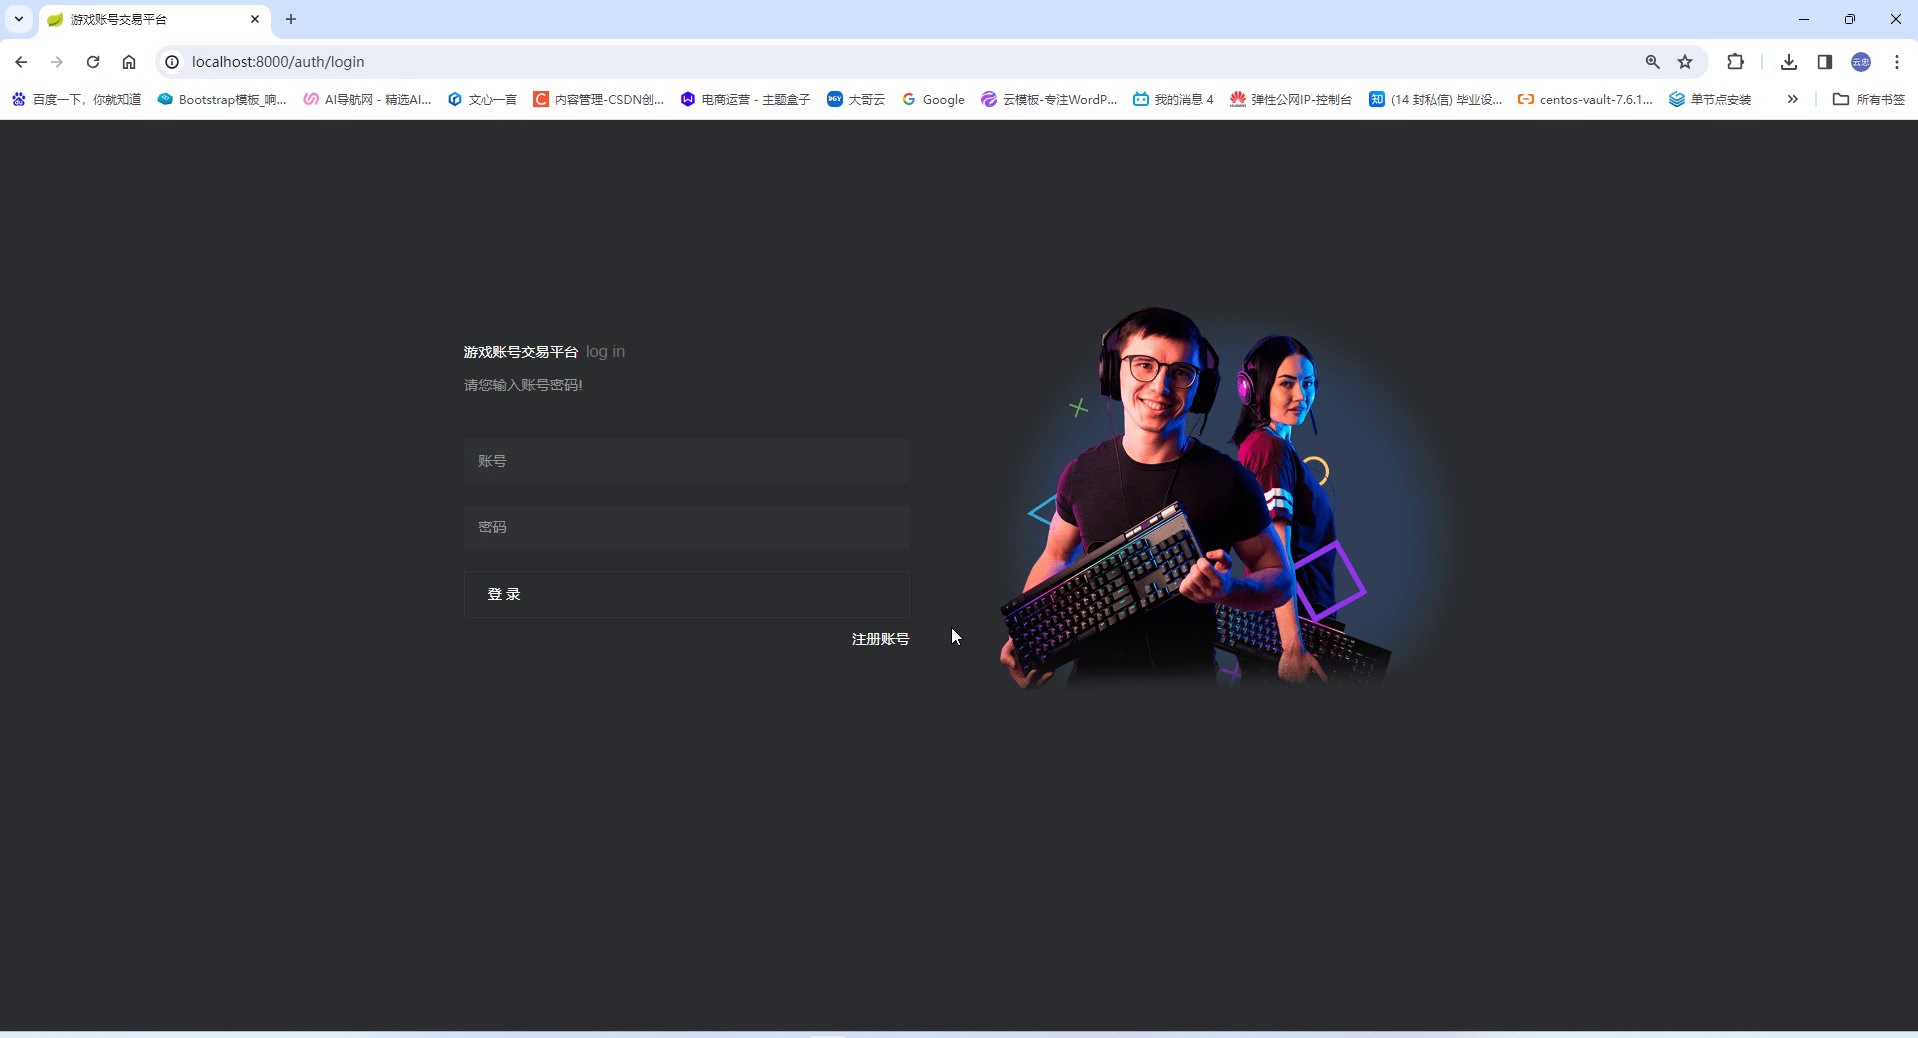 游戏账号交易平台
localhost:8000/auth/login
云忠
百度一下，你就知道
Bootstrap模板_响...
AI导航网 - 精选AI...
文心一言
内容管理-CSDN创...
电商运营 - 主题盒子
大哥云
Google
云模板-专注WordP...
我的消息 4
弹性公网IP-控制台
知 (14 封私信) 毕业设...
centos-vault-7.6.1...
单节点安装
所有书签
游戏账号交易平台 log in
请您输入账号密码!
账号
密码
登 录
注册账号